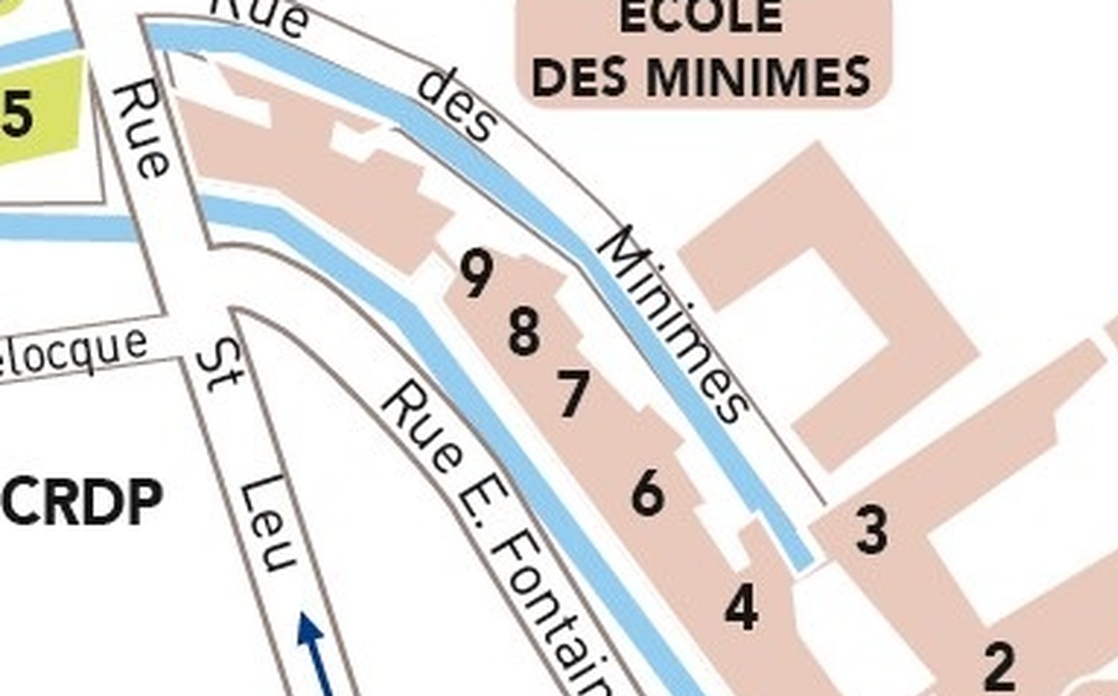 Rue des Minimes
ECOLE
DES MINIMES
5
Rue St Leu
elocque
CRDP
Rue E. Fontain
9
8
7
6
4
3
2